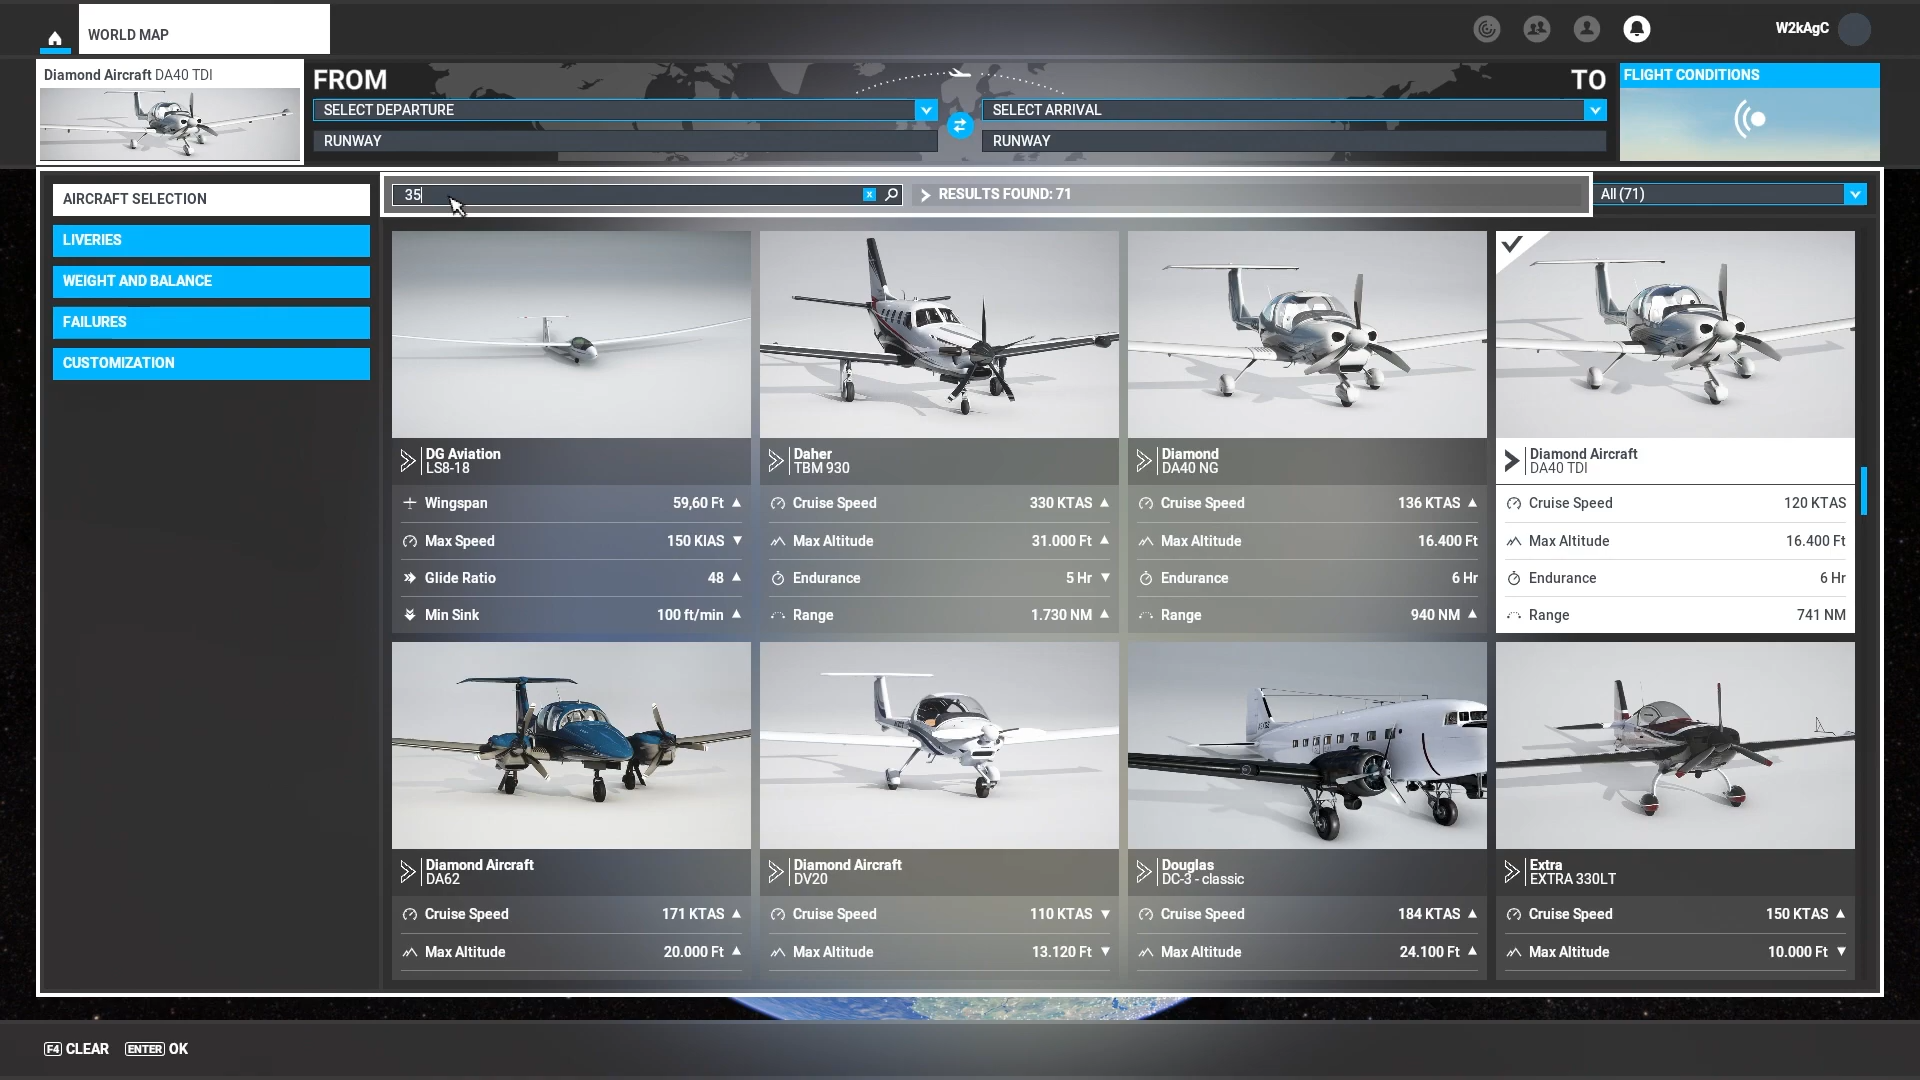 WORLD MAP
W2kAgC
Diamond Aircraft DA40 TDI
FROM
TO
FLIGHT CONDITIONS
SELECT DEPARTURE
SELECT ARRIVAL
RUNWAY
RUNWAY
AIRCRAFT SELECTION
LIVERIES
WEIGHT AND BALANCE
FAILURES
CUSTOMIZATION
35
RESULTS FOUND: 71
All (71)
DG Aviation
LS8-18
Wingspan 59,60 Ft
Max Speed 150 KIAS
Glide Ratio 48
Min Sink 100 ft/min
Daher
TBM 930
Cruise Speed 330 KTAS
Max Altitude 31.000 Ft
Endurance 5 Hr
Range 1.730 NM
Diamond
DA40 NG
Cruise Speed 136 KTAS
Max Altitude 16.400 Ft
Endurance 6 Hr
Range 940 NM
Diamond Aircraft
DA40 TDI
Cruise Speed 120 KTAS
Max Altitude 16.400 Ft
Endurance 6 Hr
Range 741 NM
Diamond Aircraft
DA62
Cruise Speed 171 KTAS
Max Altitude 20.000 Ft
Diamond Aircraft
DV20
Cruise Speed 110 KTAS
Max Altitude 13.120 Ft
Douglas
DC-3 - classic
Cruise Speed 184 KTAS
Max Altitude 24.100 Ft
Extra
EXTRA 330LT
Cruise Speed 150 KTAS
Max Altitude 10.000 Ft
F4 CLEAR ENTER OK